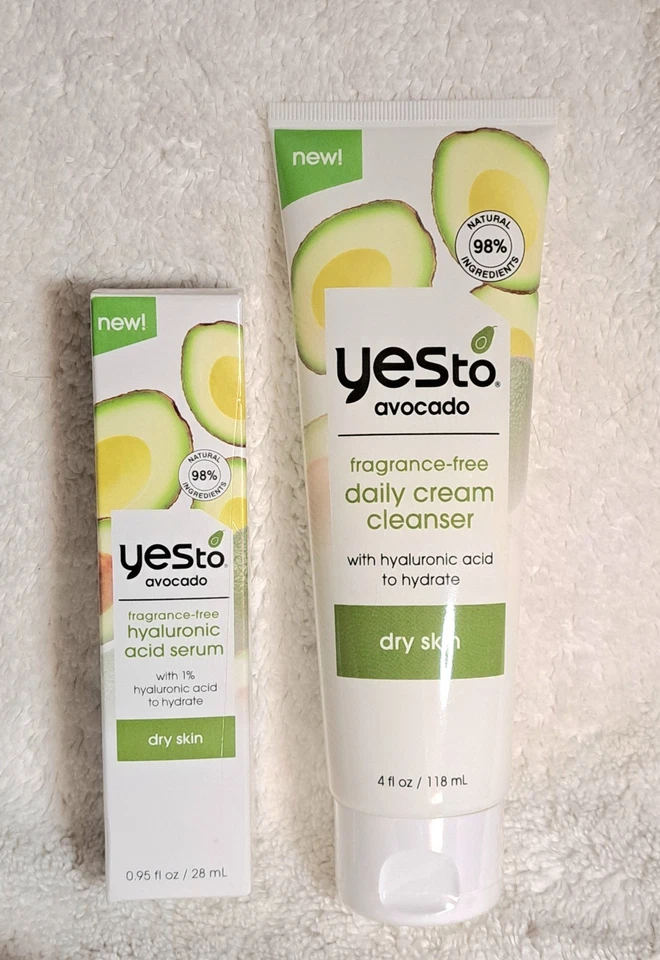 new!
NATURAL
98%
INGREDIENTS
yesto®
avocado
fragrance-free
hyaluronic
acid serum
with 1%
hyaluronic acid
to hydrate
dry skin
0.95 fl oz / 28 mL
new!
NATURAL
98%
INGREDIENTS
yesto®
avocado
fragrance-free
daily cream
cleanser
with hyaluronic acid
to hydrate
dry skin
4 fl oz / 118 mL